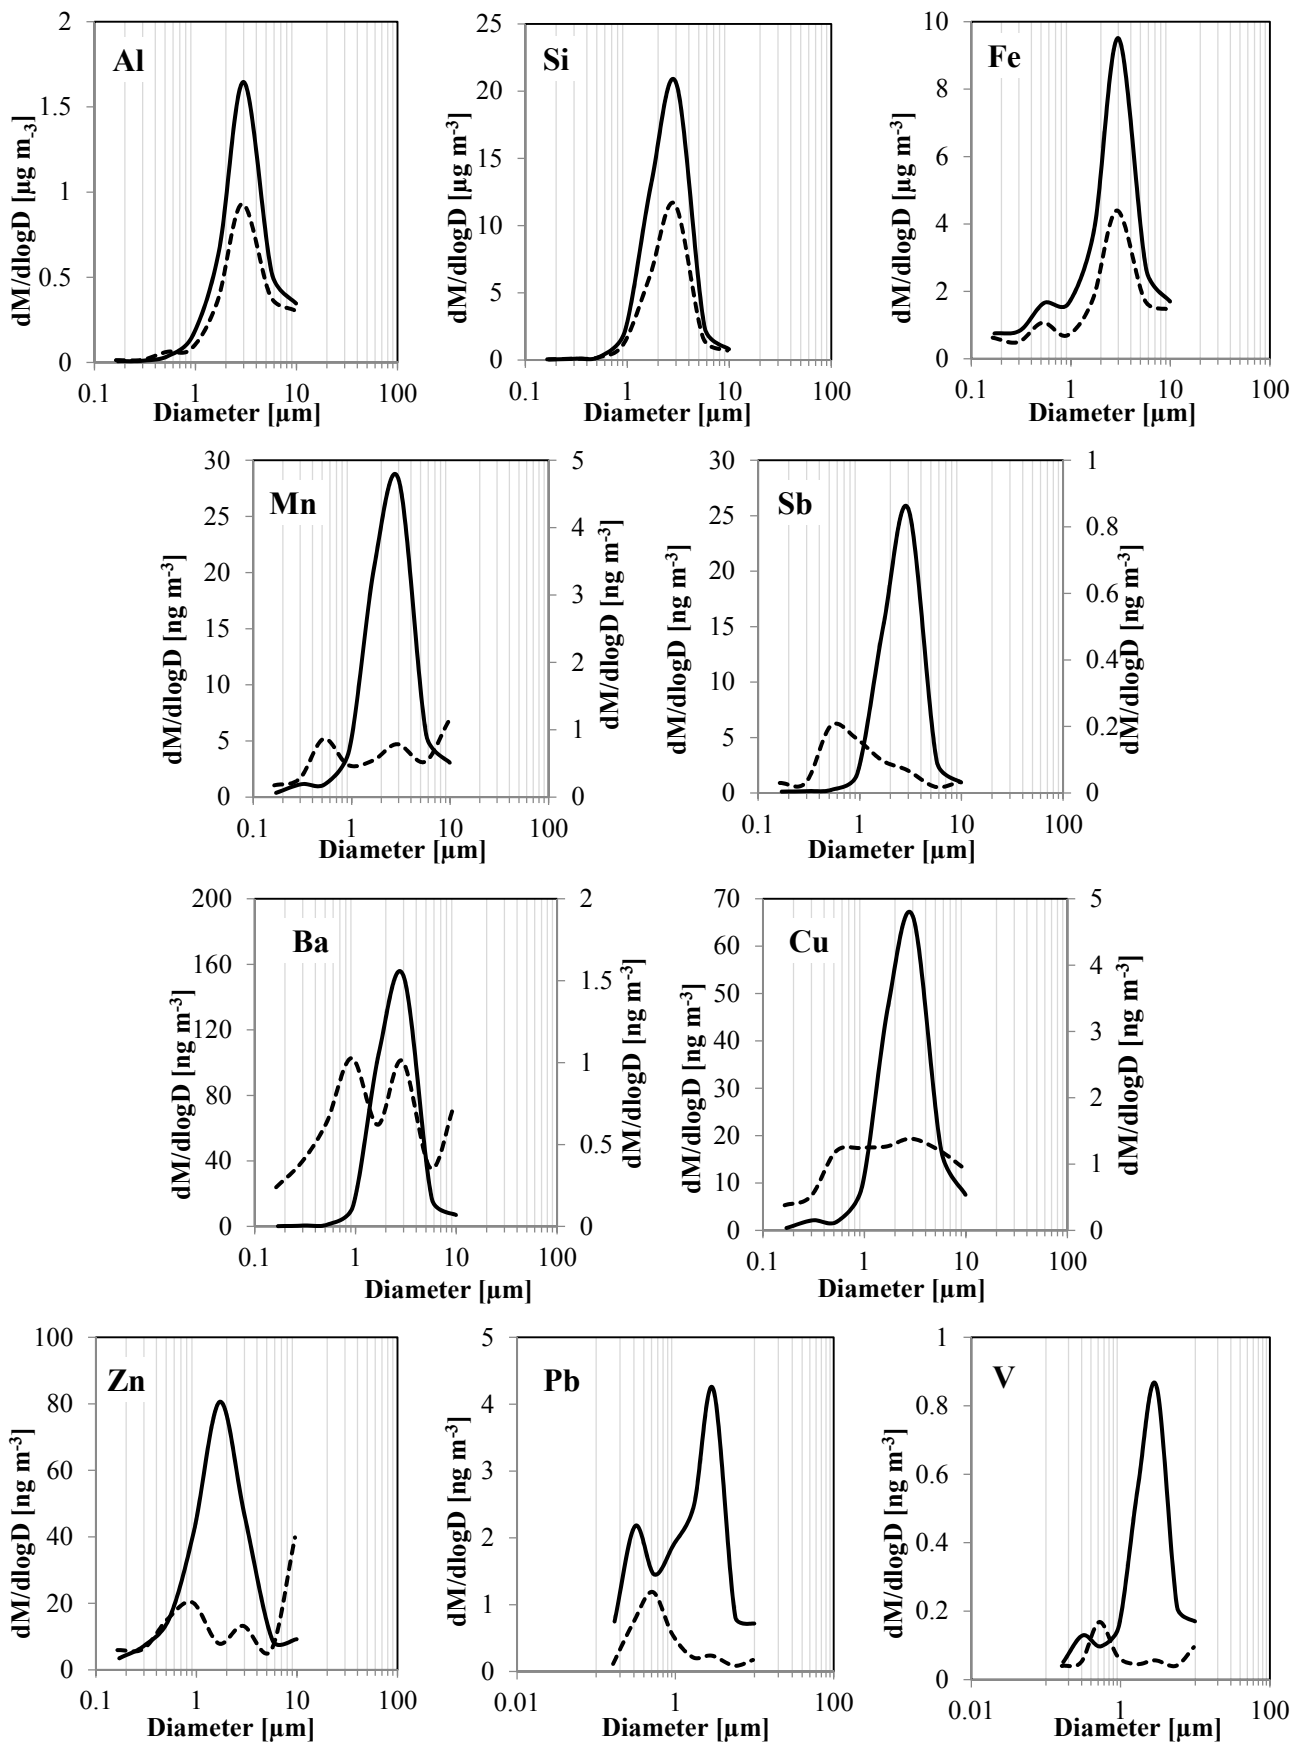 Al
dM/dlogD [µg m-3]
2
1.5
1
0.5
0
0.1 1 10 100
Diameter [µm]
Si
dM/dlogD [µg m-3]
25
20
15
10
5
0
0.1 1 10 100
Diameter [µm]
Fe
dM/dlogD [µg m-3]
10
8
6
4
2
0
0.1 1 10 100
Diameter [µm]
Mn
dM/dlogD [ng m-3]
30
25
20
15
10
5
0
5
4
3
2
1
0
dM/dlogD [ng m-3]
0.1 1 10 100
Diameter [µm]
Sb
dM/dlogD [ng m-3]
30
25
20
15
10
5
0
1
0.8
0.6
0.4
0.2
0
dM/dlogD [ng m-3]
0.1 1 10 100
Diameter [µm]
Ba
dM/dlogD [ng m-3]
200
160
120
80
40
0
2
1.5
1
0.5
0
dM/dlogD [ng m-3]
0.1 1 10 100
Diameter [µm]
Cu
dM/dlogD [ng m-3]
70
60
50
40
30
20
10
0
5
4
3
2
1
0
dM/dlogD [ng m-3]
0.1 1 10 100
Diameter [µm]
Zn
dM/dlogD [ng m-3]
100
80
60
40
20
0
0.1 1 10 100
Diameter [µm]
Pb
dM/dlogD [ng m-3]
5
4
3
2
1
0
0.01 1 100
Diameter [µm]
V
dM/dlogD [ng m-3]
1
0.8
0.6
0.4
0.2
0
0.01 1 100
Diameter [µm]